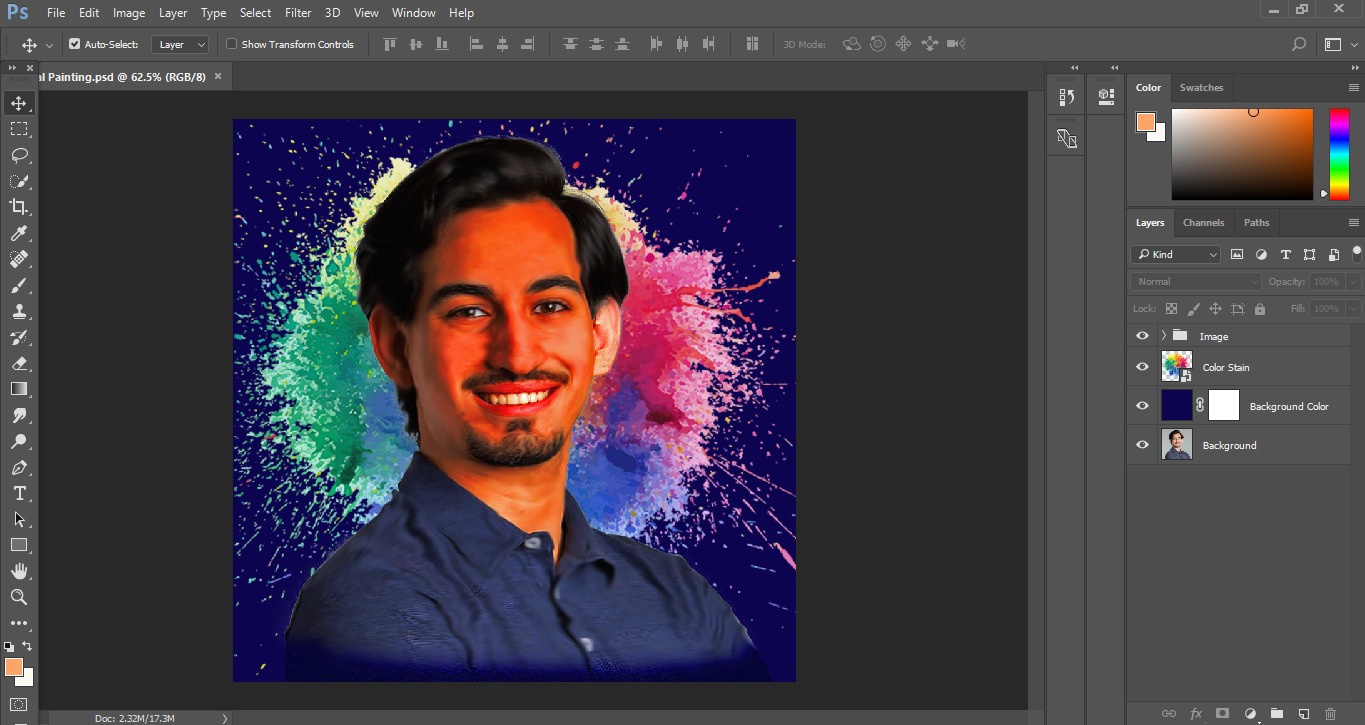 Ps File Edit Image Layer Type Select Filter 3D View Window Help
Auto-Select: Layer Show Transform Controls 3D Mode:
al Painting.psd @ 62.5% (RGB/8)
Color Swatches
Layers Channels Paths
Kind
Normal Opacity: 100%
Lock: Fill: 100%
Image
Color Stain
Background Color
Background
fx
Doc: 2.32M/17.3M